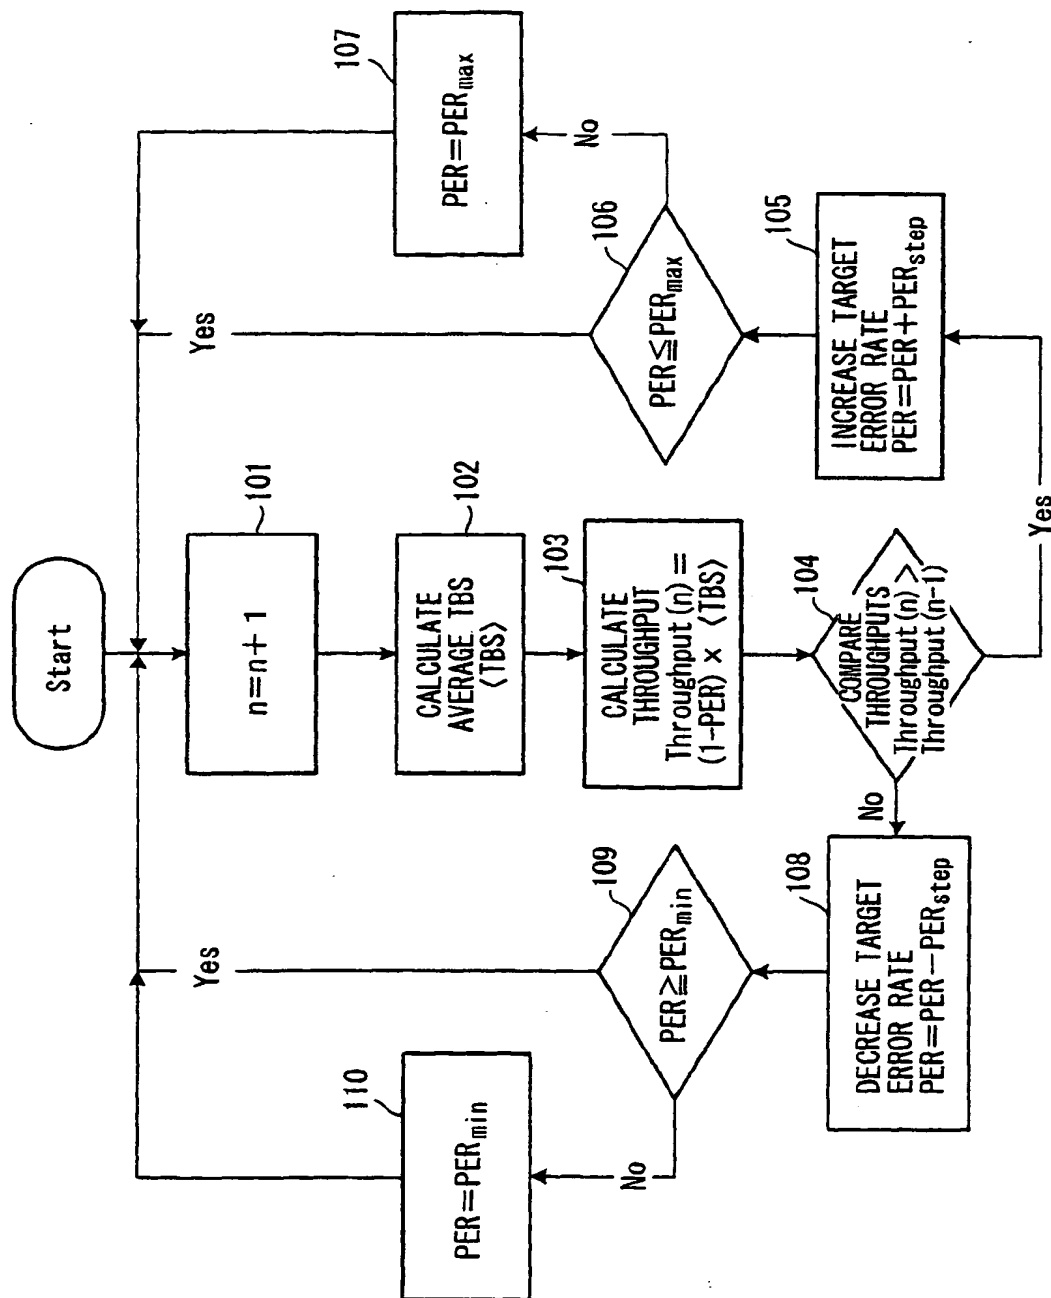 Start
101
n=n+1
102
CALCULATE
AVERAGE TBS
⟨TBS⟩
103
CALCULATE
THROUGHPUT
Throughput(n)=
(1-PER)×⟨TBS⟩
104
COMPARE
THROUGHPUTS
Throughput(n)>
Throughput(n-1)
Yes
105
INCREASE TARGET
ERROR RATE
PER=PER+PERstep
106
PER≦PERmax
Yes
No
107
PER=PERmax
No
108
DECREASE TARGET
ERROR RATE
PER=PER−PERstep
109
PER≧PERmin
Yes
No
110
PER=PERmin